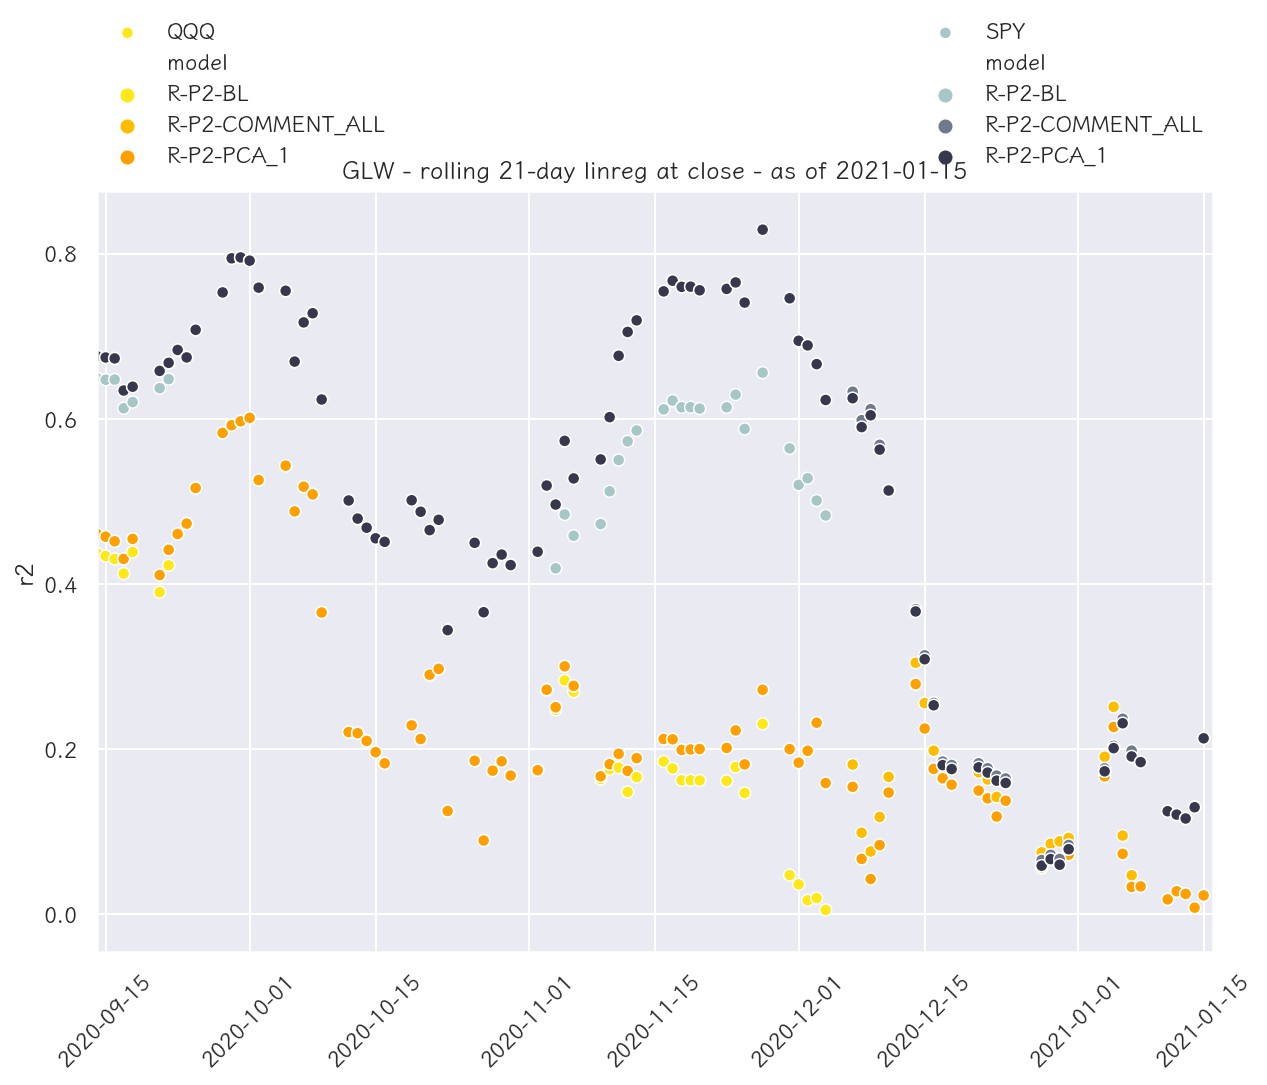 QQQ
model
R-P2-BL
R-P2-COMMENT_ALL
R-P2-PCA_1
SPY
model
R-P2-BL
R-P2-COMMENT_ALL
R-P2-PCA_1
GLW - rolling 21-day linreg at close - as of 2021-01-15
r2
0.8
0.6
0.4
0.2
0.0
2020-09-15
2020-10-01
2020-10-15
2020-11-01
2020-11-15
2020-12-01
2020-12-15
2021-01-01
2021-01-15